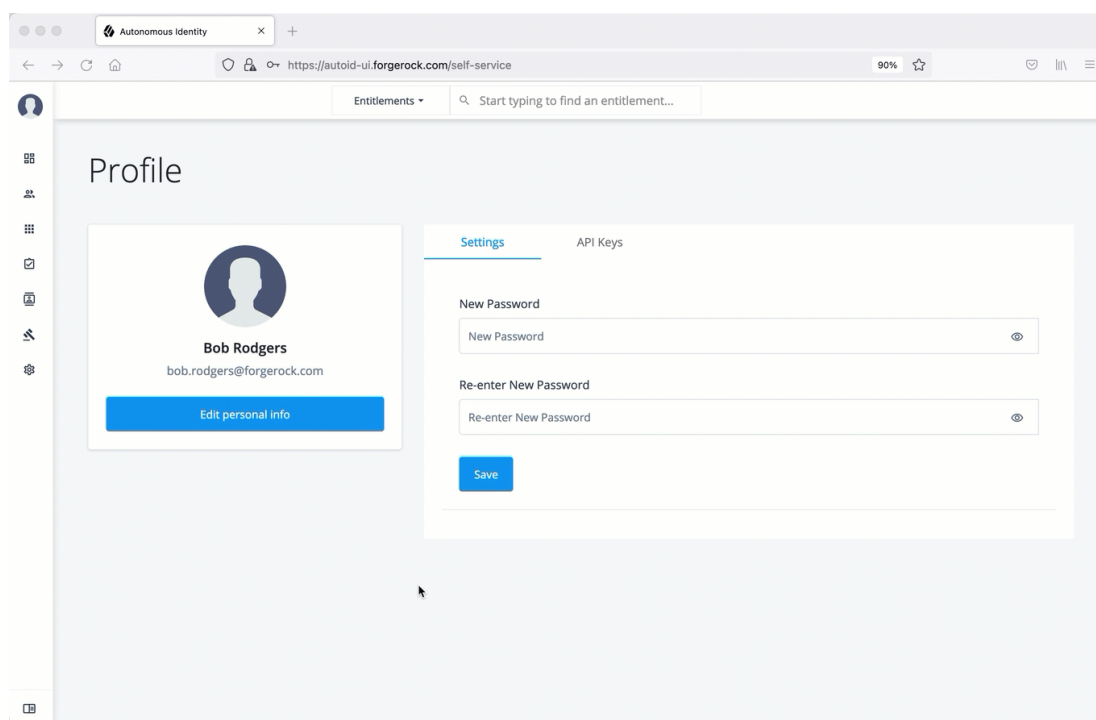 Autonomous Identity
https://autoid-ui.forgerock.com/self-service
90%
Entitlements
Start typing to find an entitlement...
Profile
Bob Rodgers
bob.rodgers@forgerock.com
Edit personal info
Settings
API Keys
New Password
New Password
Re-enter New Password
Re-enter New Password
Save